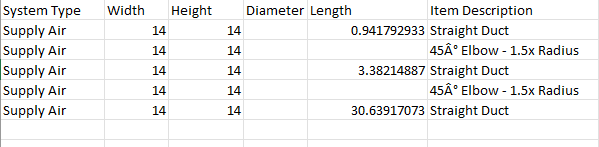 System Type Width Height Diameter Length Item Description
Supply Air 14 14 0.941792933 Straight Duct
Supply Air 14 14 45Â° Elbow - 1.5x Radius
Supply Air 14 14 3.38214887 Straight Duct
Supply Air 14 14 45Â° Elbow - 1.5x Radius
Supply Air 14 14 30.63917073 Straight Duct